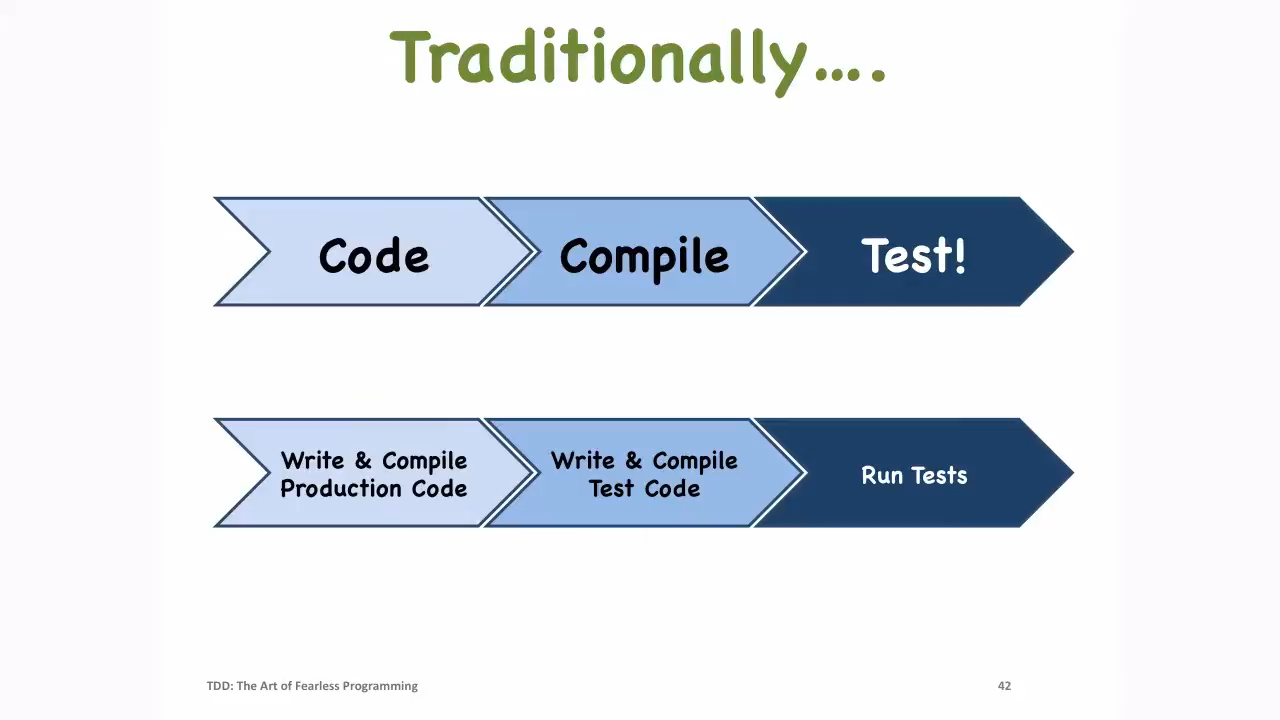 Traditionally....
Code
Compile
Test!
Write & Compile
Production Code
Write & Compile
Test Code
Run Tests
TDD: The Art of Fearless Programming
42